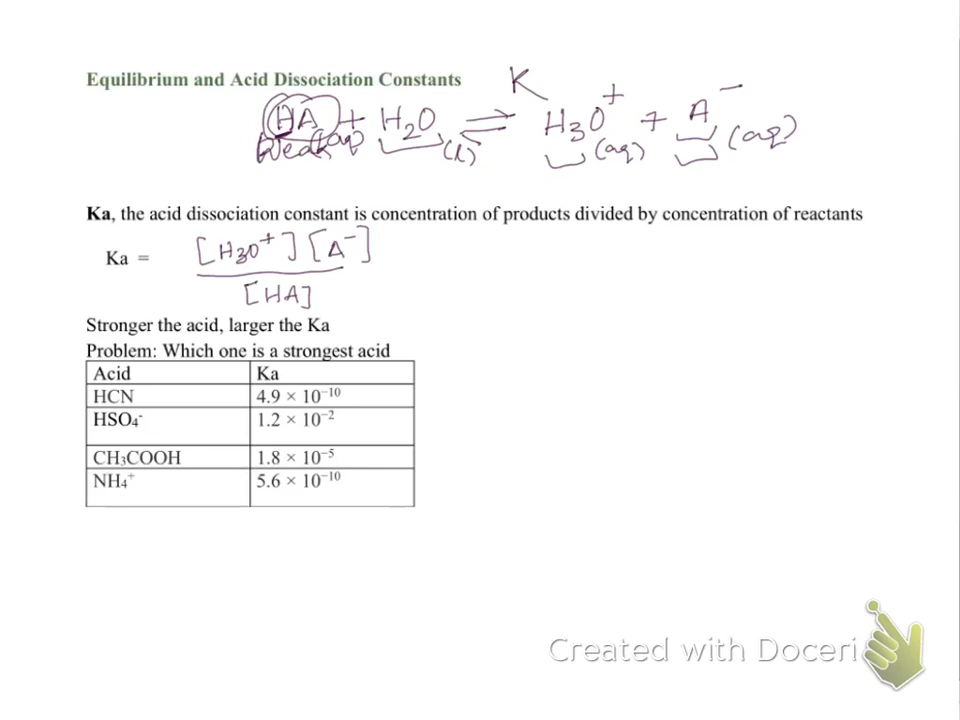 Equilibrium and Acid Dissociation Constants
K
HA(aq) + H₂O(l) ⇌ H₃O⁺(aq) + A⁻(aq)
Weak
Ka, the acid dissociation constant is concentration of products divided by concentration of reactants
Ka = [H₃O⁺][A⁻]
[HA]
Stronger the acid, larger the Ka
Problem: Which one is a strongest acid
Acid Ka
HCN 4.9 × 10⁻¹⁰
HSO₄⁻ 1.2 × 10⁻²
CH₃COOH 1.8 × 10⁻⁵
NH₄⁺ 5.6 × 10⁻¹⁰
Created with Doceri